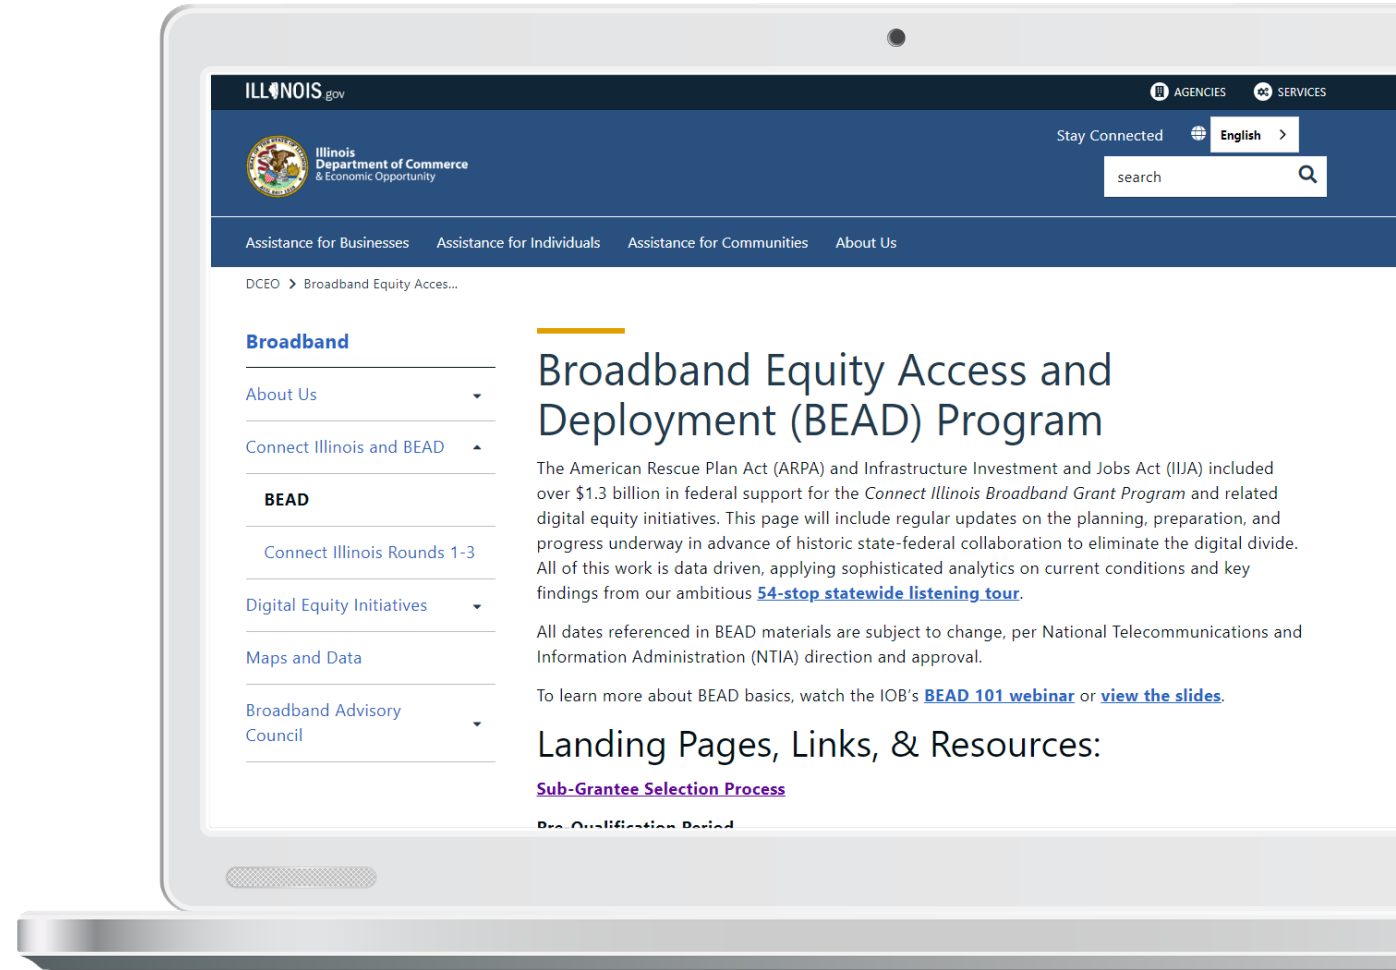 ILLINOIS.gov
AGENCIES
SERVICES
Illinois
Department of Commerce
& Economic Opportunity
Stay Connected
English
search
Assistance for Businesses
Assistance for Individuals
Assistance for Communities
About Us
DCEO > Broadband Equity Acces...
Broadband
About Us
Connect Illinois and BEAD
BEAD
Connect Illinois Rounds 1-3
Digital Equity Initiatives
Maps and Data
Broadband Advisory
Council
Broadband Equity Access and
Deployment (BEAD) Program
The American Rescue Plan Act (ARPA) and Infrastructure Investment and Jobs Act (IIJA) included
over $1.3 billion in federal support for the Connect Illinois Broadband Grant Program and related
digital equity initiatives. This page will include regular updates on the planning, preparation, and
progress underway in advance of historic state-federal collaboration to eliminate the digital divide.
All of this work is data driven, applying sophisticated analytics on current conditions and key
findings from our ambitious 54-stop statewide listening tour.
All dates referenced in BEAD materials are subject to change, per National Telecommunications and
Information Administration (NTIA) direction and approval.
To learn more about BEAD basics, watch the IOB's BEAD 101 webinar or view the slides.
Landing Pages, Links, & Resources:
Sub-Grantee Selection Process
Pre-Qualification Period